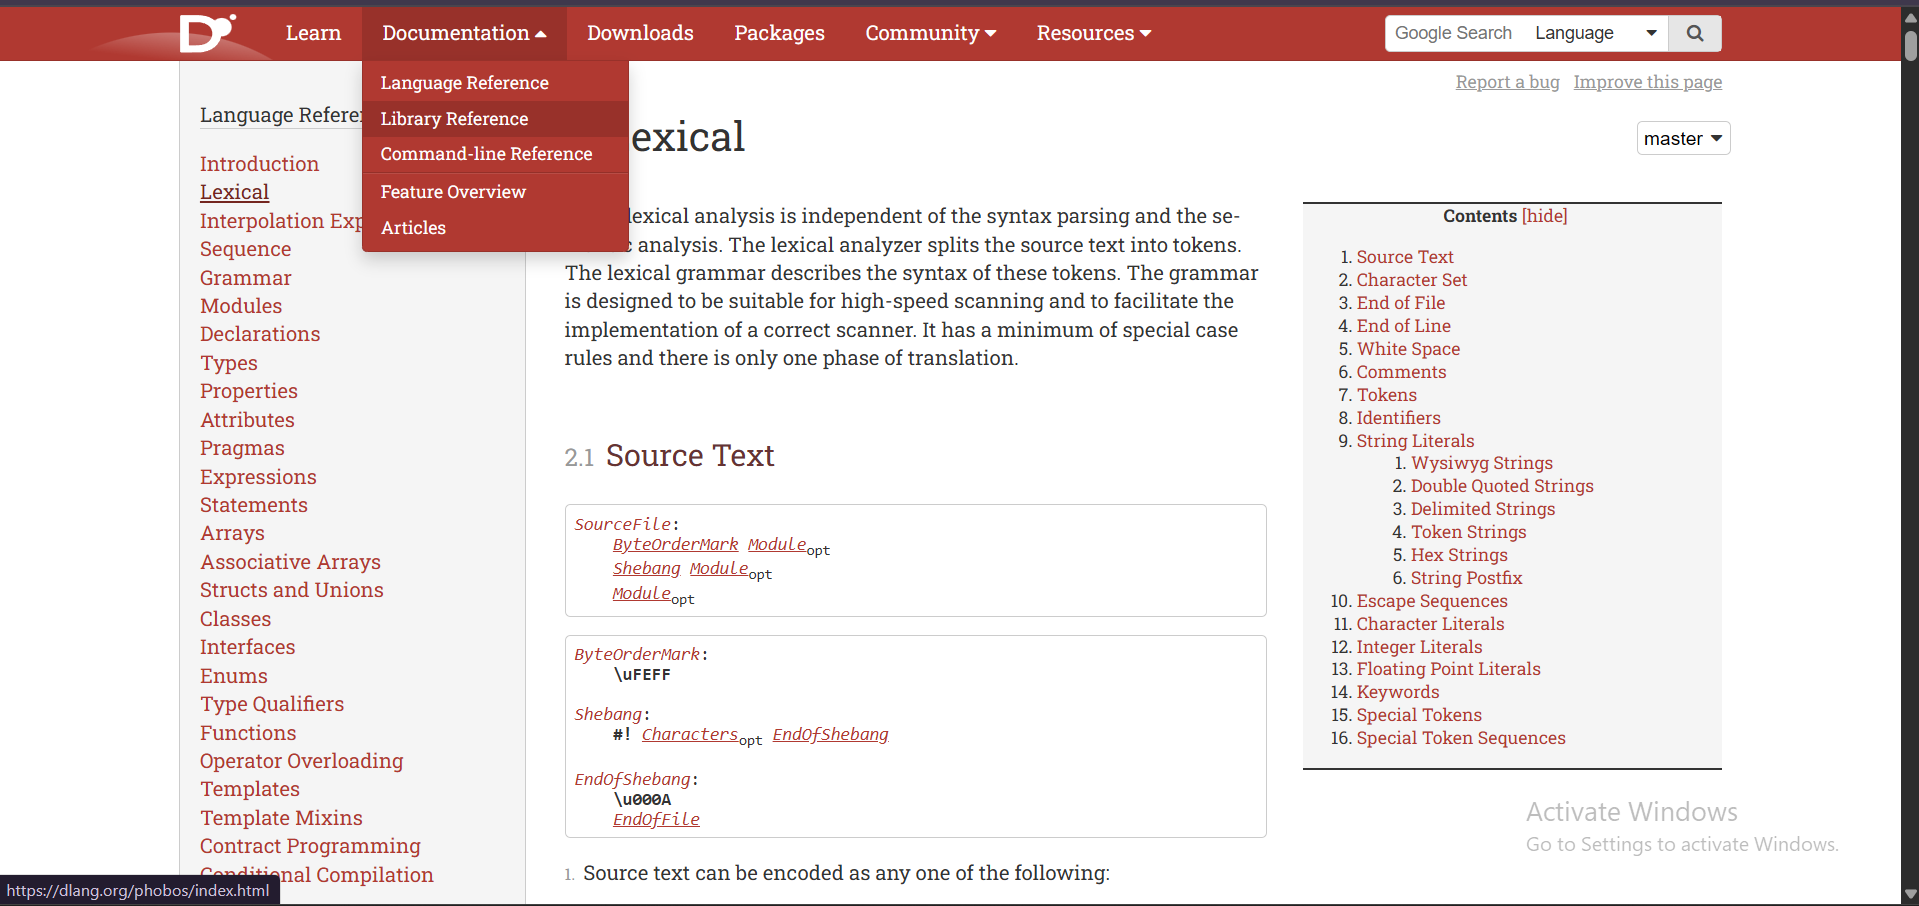 D
Learn
Documentation
Downloads
Packages
Community
Resources
Google Search
Language
Language Reference
Library Reference
Command-line Reference
Feature Overview
Articles
Report a bug Improve this page
Language Refere
Introduction
Lexical
Interpolation Exp
Sequence
Grammar
Modules
Declarations
Types
Properties
Attributes
Pragmas
Expressions
Statements
Arrays
Associative Arrays
Structs and Unions
Classes
Interfaces
Enums
Type Qualifiers
Functions
Operator Overloading
Templates
Template Mixins
Contract Programming
Conditional Compilation
exical
master
lexical analysis is independent of the syntax parsing and the se-
c analysis. The lexical analyzer splits the source text into tokens.
The lexical grammar describes the syntax of these tokens. The grammar
is designed to be suitable for high-speed scanning and to facilitate the
implementation of a correct scanner. It has a minimum of special case
rules and there is only one phase of translation.
2.1 Source Text
SourceFile:
ByteOrderMark Module opt
Shebang Module opt
Module opt
ByteOrderMark:
\uFEFF
Shebang:
#! Characters opt EndOfShebang
EndOfShebang:
\u000A
EndOfFile
1. Source text can be encoded as any one of the following:
Contents [hide]
1. Source Text
2. Character Set
3. End of File
4. End of Line
5. White Space
6. Comments
7. Tokens
8. Identifiers
9. String Literals
1. Wysiwyg Strings
2. Double Quoted Strings
3. Delimited Strings
4. Token Strings
5. Hex Strings
6. String Postfix
10. Escape Sequences
11. Character Literals
12. Integer Literals
13. Floating Point Literals
14. Keywords
15. Special Tokens
16. Special Token Sequences
Activate Windows
Go to Settings to activate Windows.
https://dlang.org/phobos/index.html